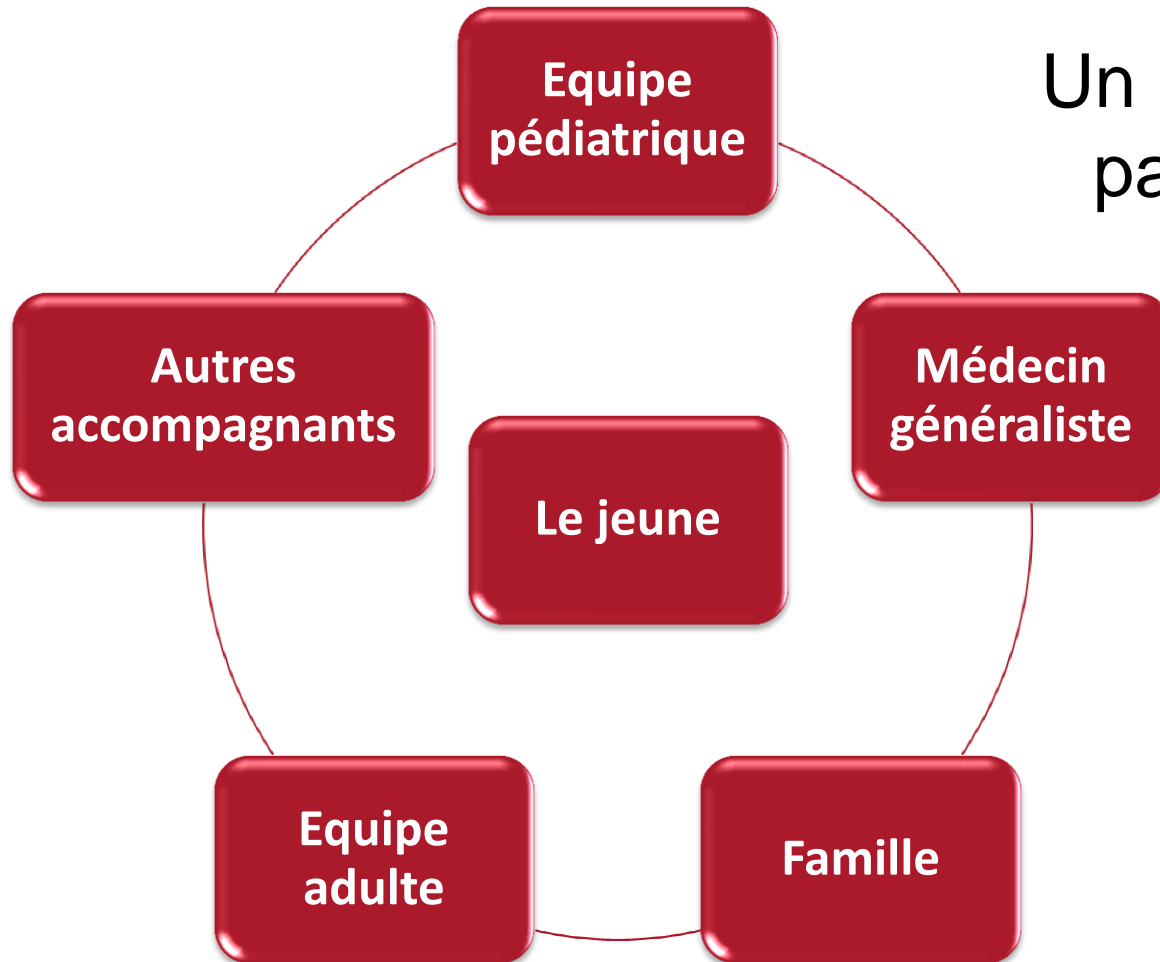 Equipe
pédiatrique
Un
Autres
accompagnants
Médecin
généraliste
Le jeune
Equipe
adulte
Famille